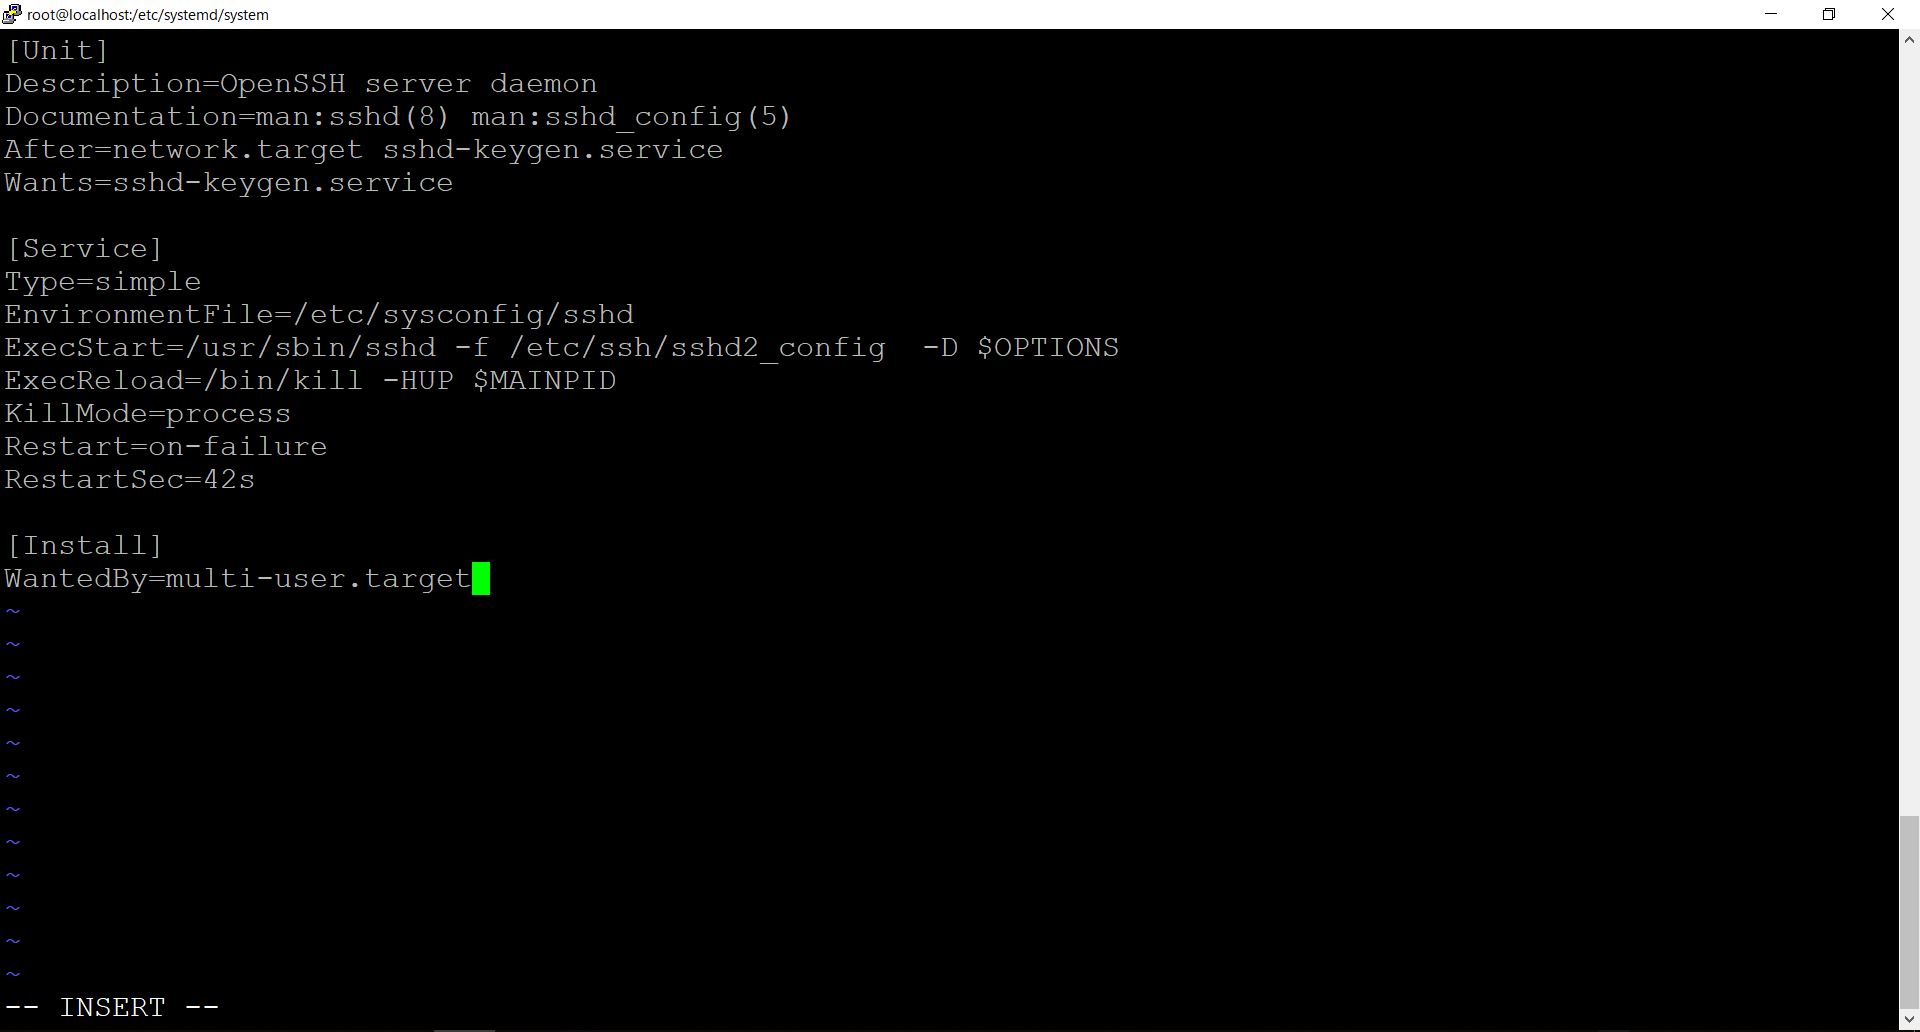 root@localhost:/etc/systemd/system
[Unit]
Description=OpenSSH server daemon
Documentation=man:sshd(8) man:sshd_config(5)
After=network.target sshd-keygen.service
Wants=sshd-keygen.service
[Service]
Type=simple
EnvironmentFile=/etc/sysconfig/sshd
ExecStart=/usr/sbin/sshd -f /etc/ssh/sshd2_config  -D $OPTIONS
ExecReload=/bin/kill -HUP $MAINPID
KillMode=process
Restart=on-failure
RestartSec=42s
[Install]
WantedBy=multi-user.target
~
~
~
~
~
~
~
~
~
~
~
~
-- INSERT --